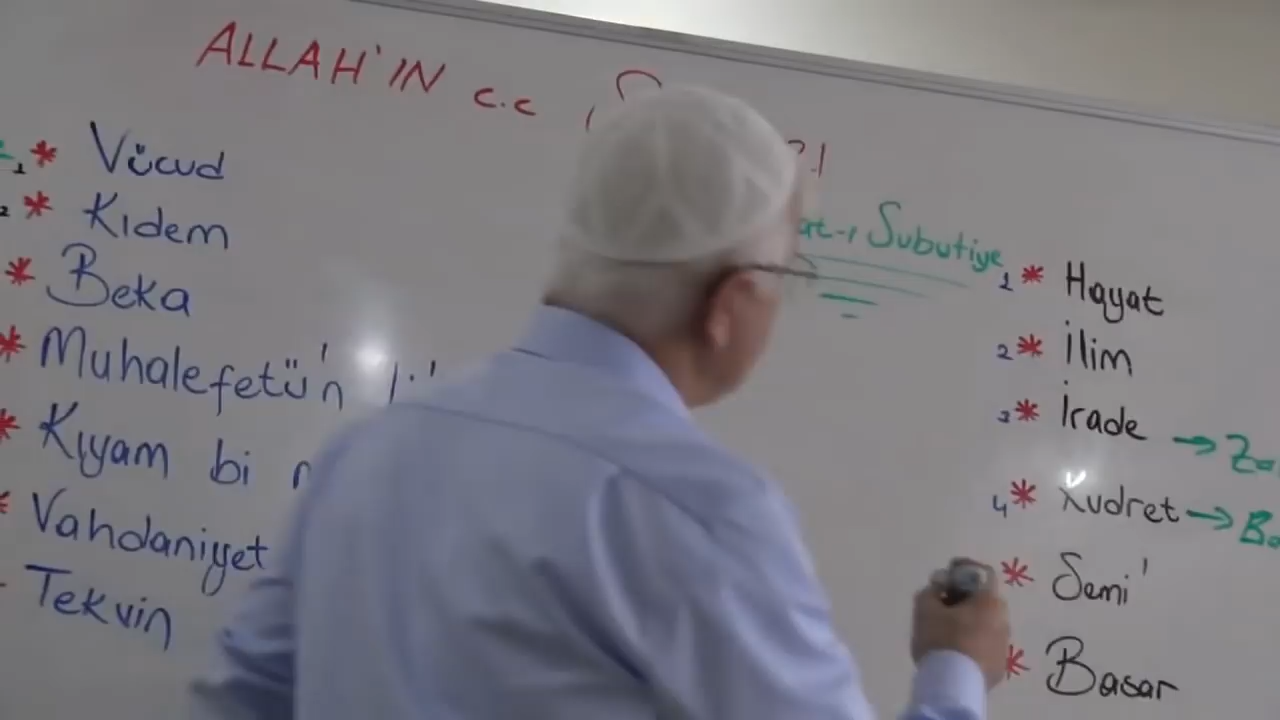 ALLAH'IN c.c
Subutiye
1 * Vücud
2 * Kıdem
* Beka
* Muhalefetü'n
* Kıyam bi
* Vahdaniyet
Tekvin
1 * Hayat
2 * İlim
3 * İrade →
4 * Kudret →
* Semi'
* Basar